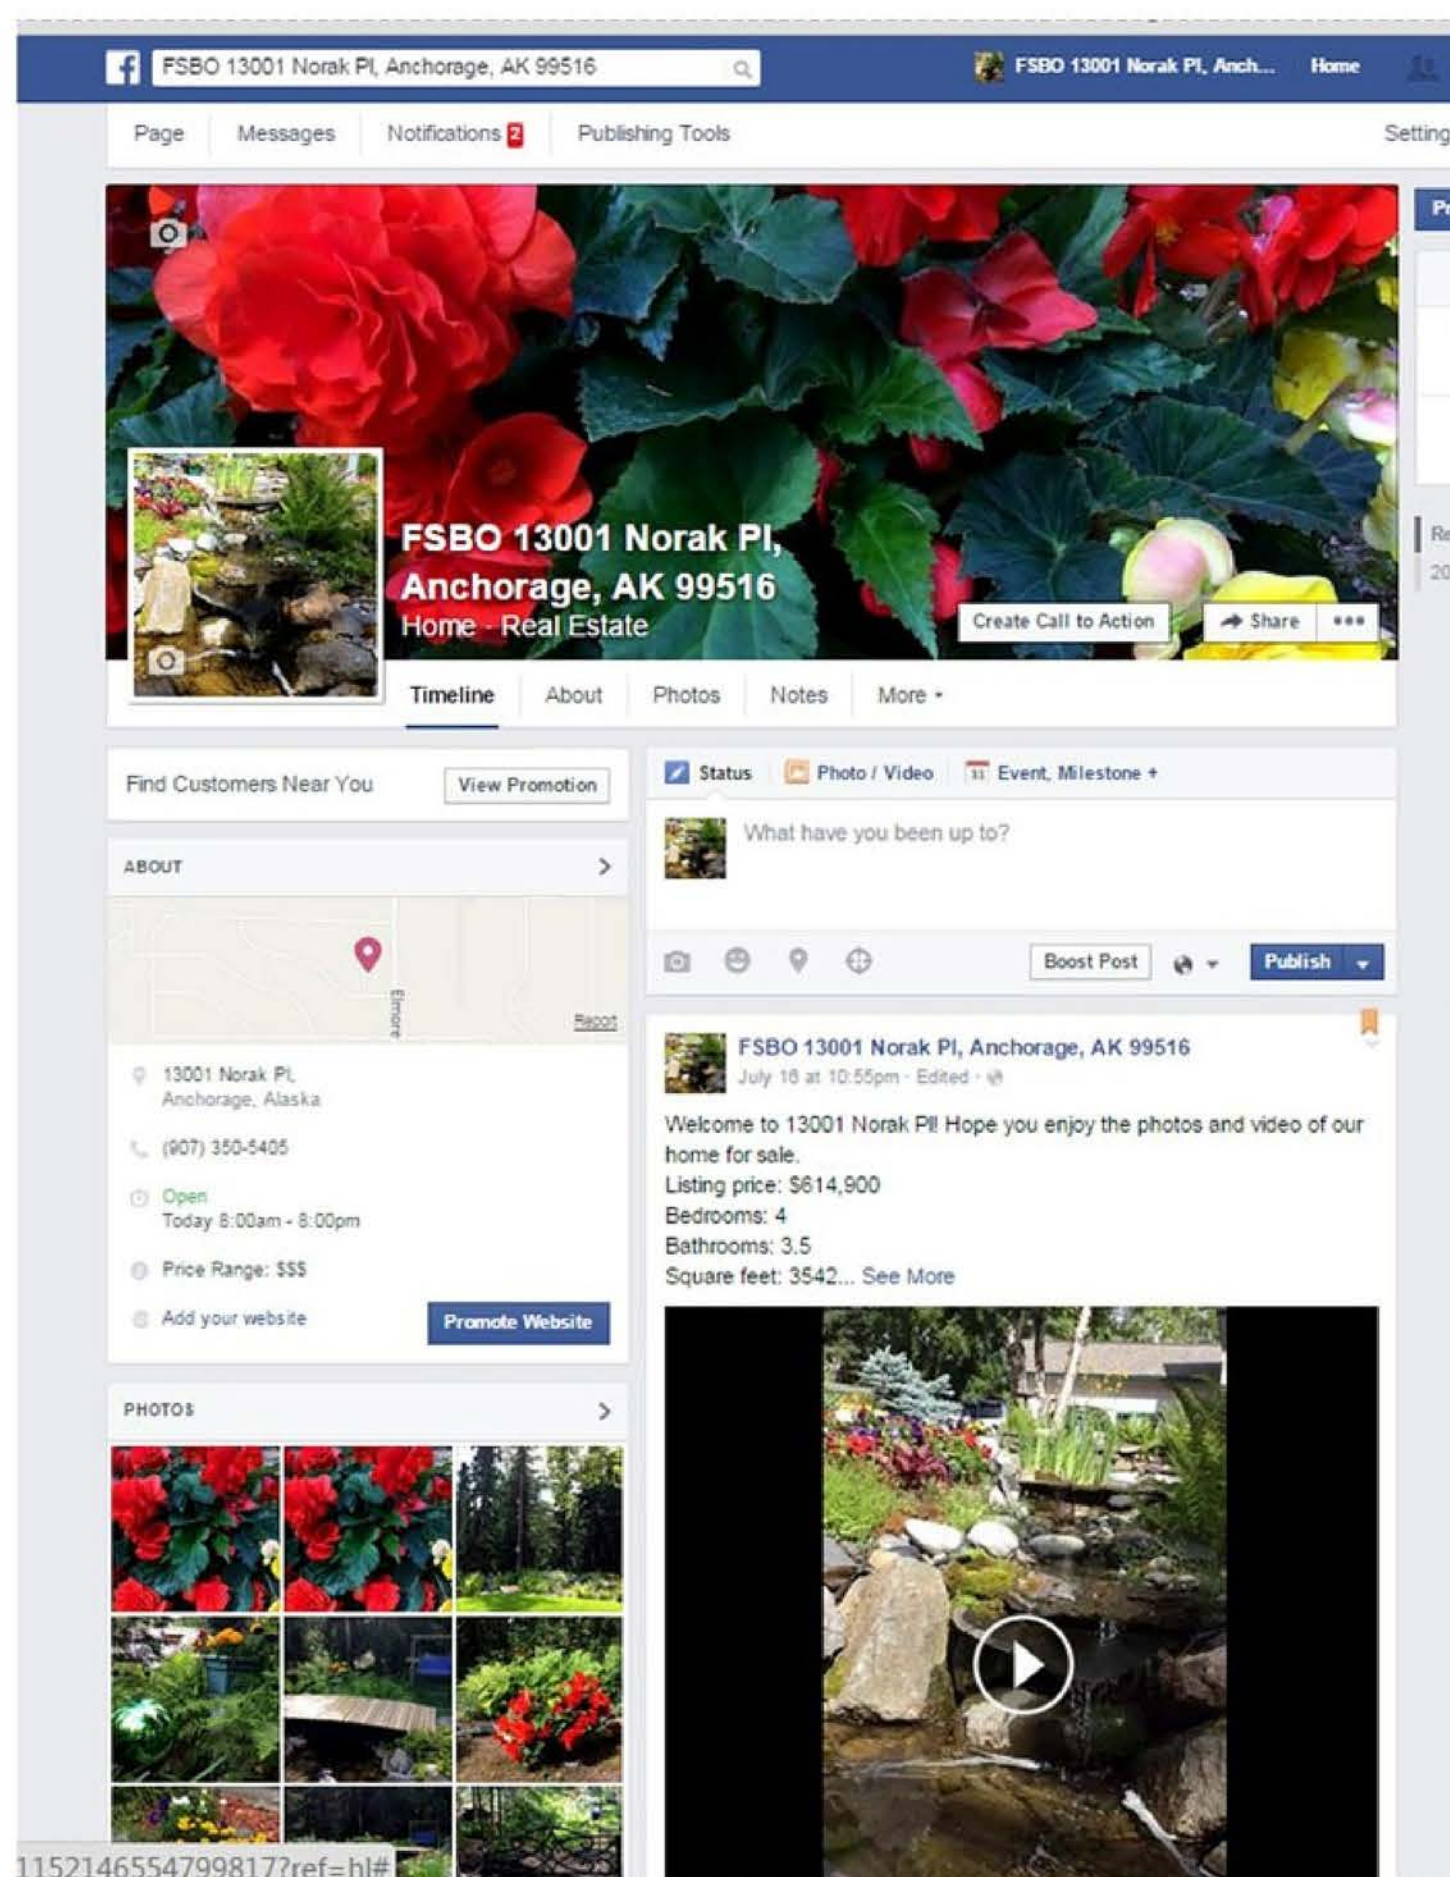 FSBO 13001 Norak Pl, Anchorage, AK 99516
FSBO 13001 Norak Pl, Anch... Home
Page Messages Notifications 2 Publishing Tools
Setting
Pr
FSBO 13001 Norak Pl,
Anchorage, AK 99516
Home · Real Estate
Create Call to Action Share
Re
20
Timeline About Photos Notes More
Find Customers Near You View Promotion
ABOUT
Elmore
Report
13001 Norak Pl,
Anchorage, Alaska
(907) 350-5405
Open
Today 8:00am - 8:00pm
Price Range: $$$
Add your website Promote Website
PHOTOS
Status Photo / Video 31 Event, Milestone +
What have you been up to?
Boost Post Publish
FSBO 13001 Norak Pl, Anchorage, AK 99516
July 16 at 10:55pm · Edited ·
Welcome to 13001 Norak Pl! Hope you enjoy the photos and video of our
home for sale.
Listing price: $614,900
Bedrooms: 4
Bathrooms: 3.5
Square feet: 3542... See More
1152146554799817?ref=hl#